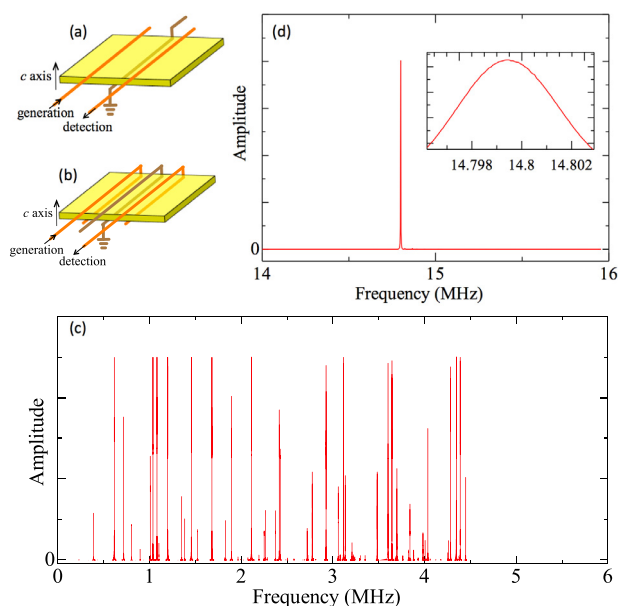 (a)
c axis
generation
detection
(b)
c axis
generation
detection
(d)
Amplitude
0
14.798 14.8 14.802
14 15 16
Frequency (MHz)
(c)
Amplitude
0
0 1 2 3 4 5 6
Frequency (MHz)